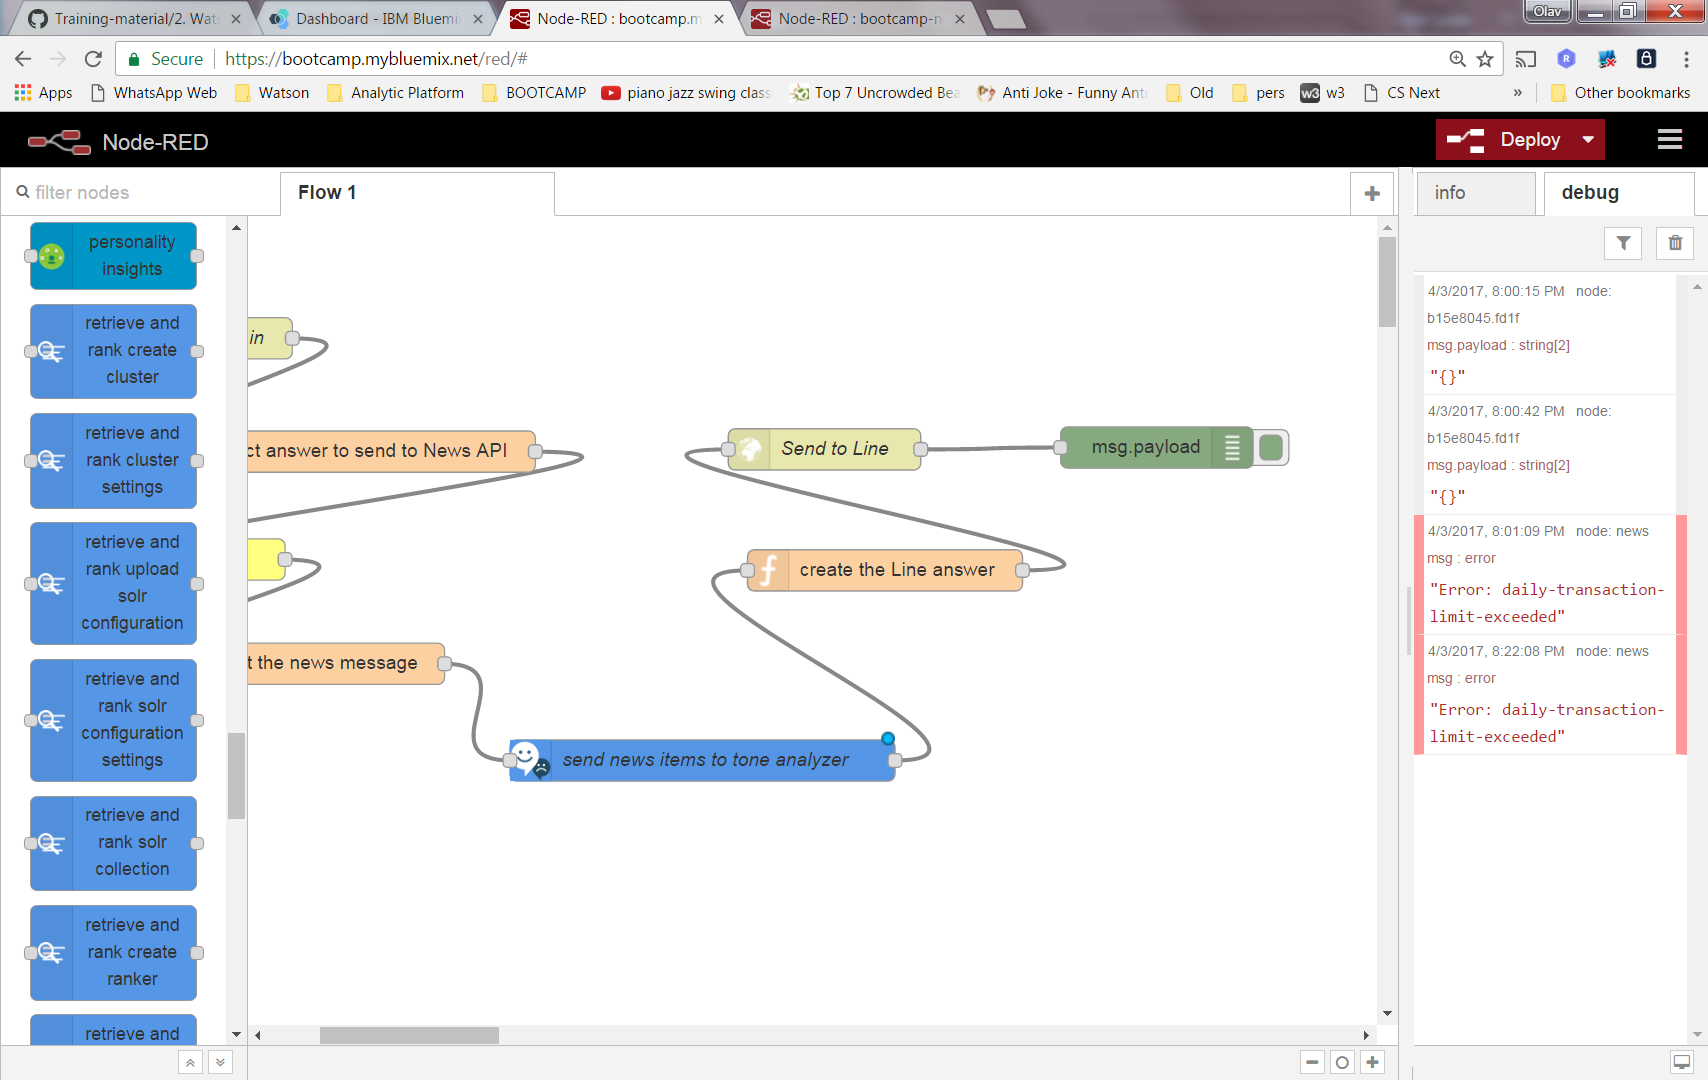 Training-material/2. Wats
Dashboard - IBM Bluemi
Node-RED : bootcamp.m
Node-RED : bootcamp-n
Olav
Secure
https://bootcamp.mybluemix.net/red/#
Apps
WhatsApp Web
Watson
Analytic Platform
BOOTCAMP
piano jazz swing class
Top 7 Uncrowded Bea
Anti Joke - Funny Anti
Old
pers
w3
w3
CS Next
»
Other bookmarks
Node-RED
Deploy
filter nodes
Flow 1
info
debug
personality
insights
retrieve and
rank create
cluster
retrieve and
rank cluster
settings
retrieve and
rank upload
solr
configuration
retrieve and
rank solr
configuration
settings
retrieve and
rank solr
collection
retrieve and
rank create
ranker
retrieve and
in
ct answer to send to News API
t the news message
send news items to tone analyzer
create the Line answer
Send to Line
msg.payload
4/3/2017, 8:00:15 PM node:
b15e8045.fd1f
msg.payload : string[2]
"{}"
4/3/2017, 8:00:42 PM node:
b15e8045.fd1f
msg.payload : string[2]
"{}"
4/3/2017, 8:01:09 PM node: news
msg : error
"Error: daily-transaction-
limit-exceeded"
4/3/2017, 8:22:08 PM node: news
msg : error
"Error: daily-transaction-
limit-exceeded"